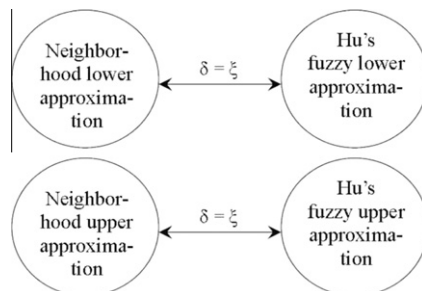 Neighbor-
hood lower
approxima-
tion
δ = ξ
Hu's
fuzzy lower
approxima-
tion
Neighbor-
hood upper
approxima-
tion
δ = ξ
Hu's
fuzzy upper
approxima-
tion